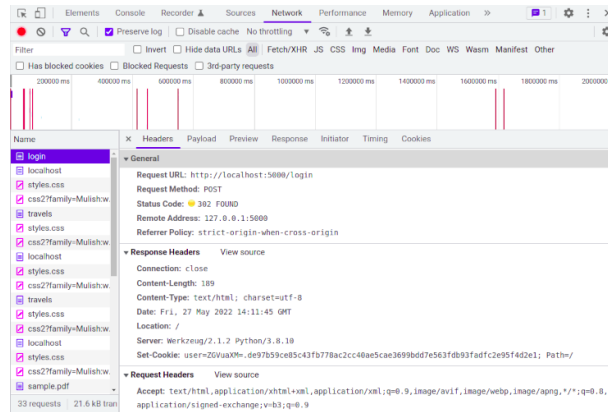 Elements Console Recorder Sources Network Performance Memory Application » 1
Preserve log Disable cache No throttling
Filter Invert Hide data URLs All Fetch/XHR JS CSS Img Media Font Doc WS Wasm Manifest Other
Has blocked cookies Blocked Requests 3rd-party requests
200000 ms 400000 ms 600000 ms 800000 ms 1000000 ms 1200000 ms 1400000 ms 1600000 ms 1800000 ms 2000000
Name × Headers Payload Preview Response Initiator Timing Cookies
login
localhost
styles.css
css2?family=Mulish:w.
travels
styles.css
css2?family=Mulish:w.
localhost
styles.css
css2?family=Mulish:w.
travels
styles.css
css2?family=Mulish:w.
localhost
styles.css
css2?family=Mulish:w.
sample.pdf
33 requests 21.6 kB tran
General
Request URL: http://localhost:5000/login
Request Method: POST
Status Code: 302 FOUND
Remote Address: 127.0.0.1:5000
Referrer Policy: strict-origin-when-cross-origin
Response Headers View source
Connection: close
Content-Length: 189
Content-Type: text/html; charset=utf-8
Date: Fri, 27 May 2022 14:11:45 GMT
Location: /
Server: Werkzeug/2.1.2 Python/3.8.10
Set-Cookie: user=ZGVuaXM=.de97b59ce85c43fb778ac2cc40ae5cae3699bdd7e563fdb93fadfc2e95f4d2e1; Path=/
Request Headers View source
Accept: text/html,application/xhtml+xml,application/xml;q=0.9,image/avif,image/webp,image/apng,*/*;q=0.8,
application/signed-exchange;v=b3;q=0.9